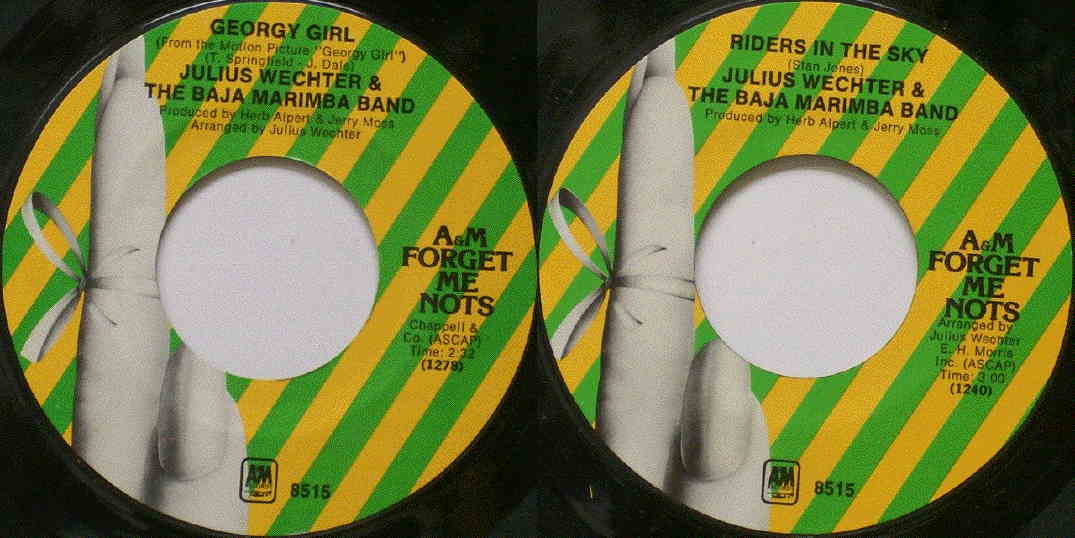 GEORGY GIRL
(From the Motion Picture "Georgy Girl")
(T. Springfield - J. Dale)
JULIUS WECHTER &
THE BAJA MARIMBA BAND
Produced by Herb Alpert & Jerry Moss
Arranged by Julius Wechter
A&M
FORGET
ME
NOTS
Chappell &
Co. (ASCAP)
Time: 2:32
(1278)
A&M
8515
RIDERS IN THE SKY
(Stan Jones)
JULIUS WECHTER &
THE BAJA MARIMBA BAND
Produced by Herb Alpert & Jerry Moss
A&M
FORGET
ME
NOTS
Arranged by
Julius Wechter
E. H. Morris
Inc. (ASCAP)
Time: 3:00
(1240)
A&M
8515